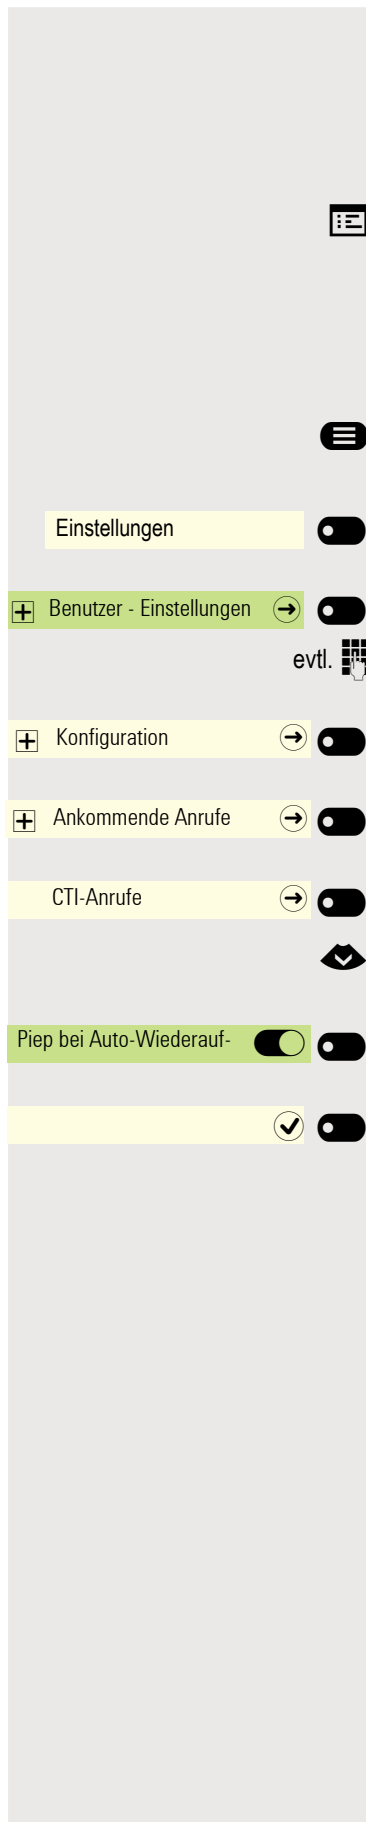 Einstellungen
Benutzer - Einstellungen
evtl.
Konfiguration
Ankommende Anrufe
CTI-Anrufe
Piep bei Auto-Wiederauf-